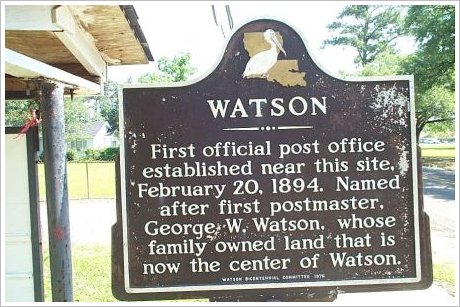 WATSON
First official post office
established near this site,
February 20, 1894. Named
after first postmaster,
George W. Watson, whose
family owned land that is
now the center of Watson.
WATSON BICENTENNIAL COMMITTEE 1976